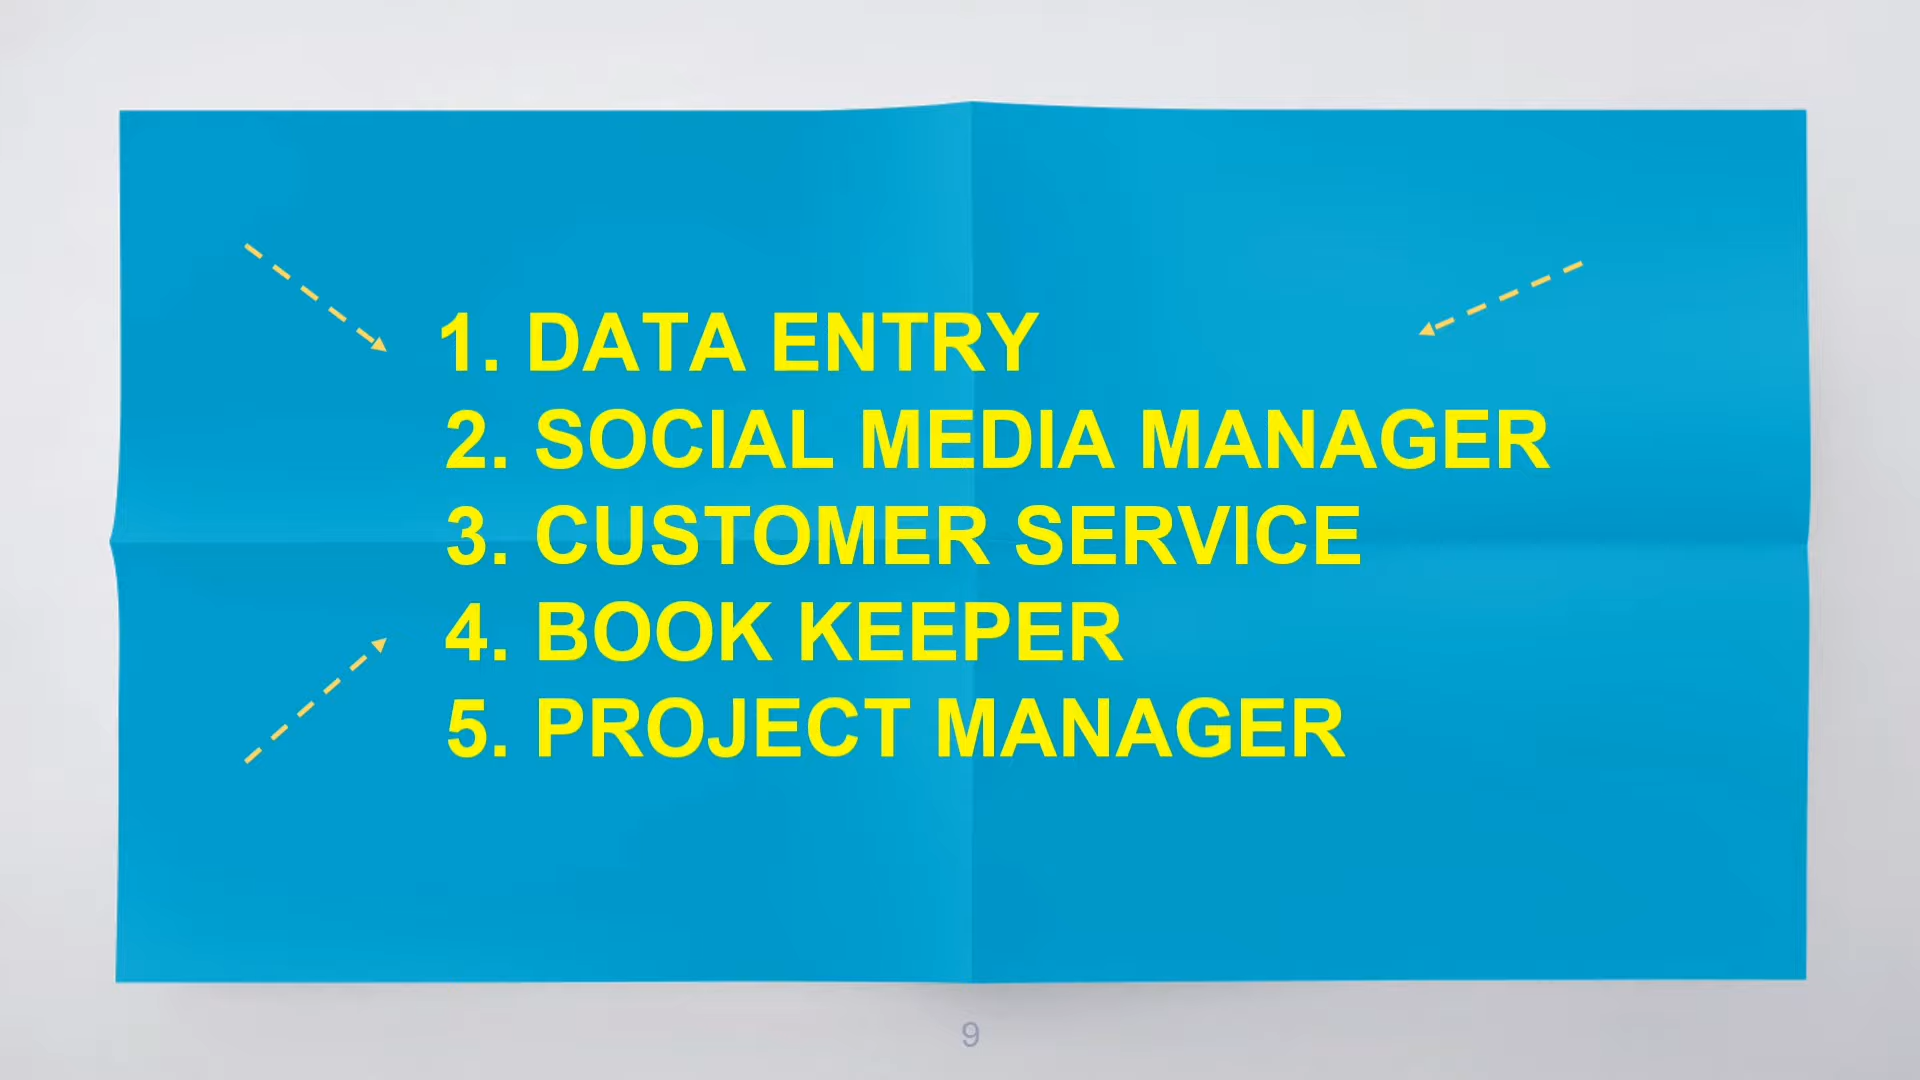 1. DATA ENTRY
2. SOCIAL MEDIA MANAGER
3. CUSTOMER SERVICE
4. BOOK KEEPER
5. PROJECT MANAGER
9